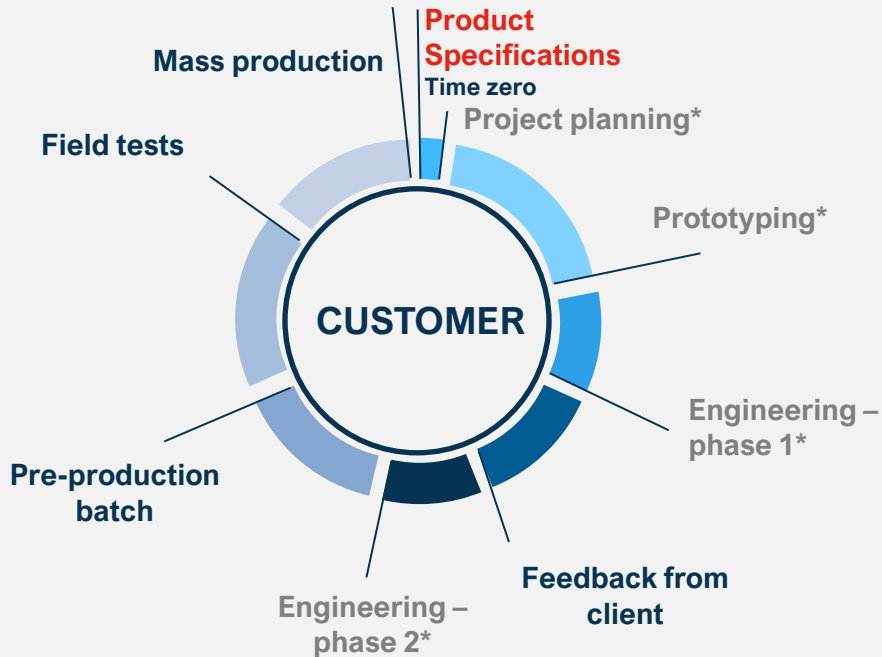 Product
Specifications
Time zero
Project planning*
Prototyping*
Engineering –
phase 1*
Feedback from
client
Engineering –
phase 2*
Pre-production
batch
Field tests
Mass production
CUSTOMER